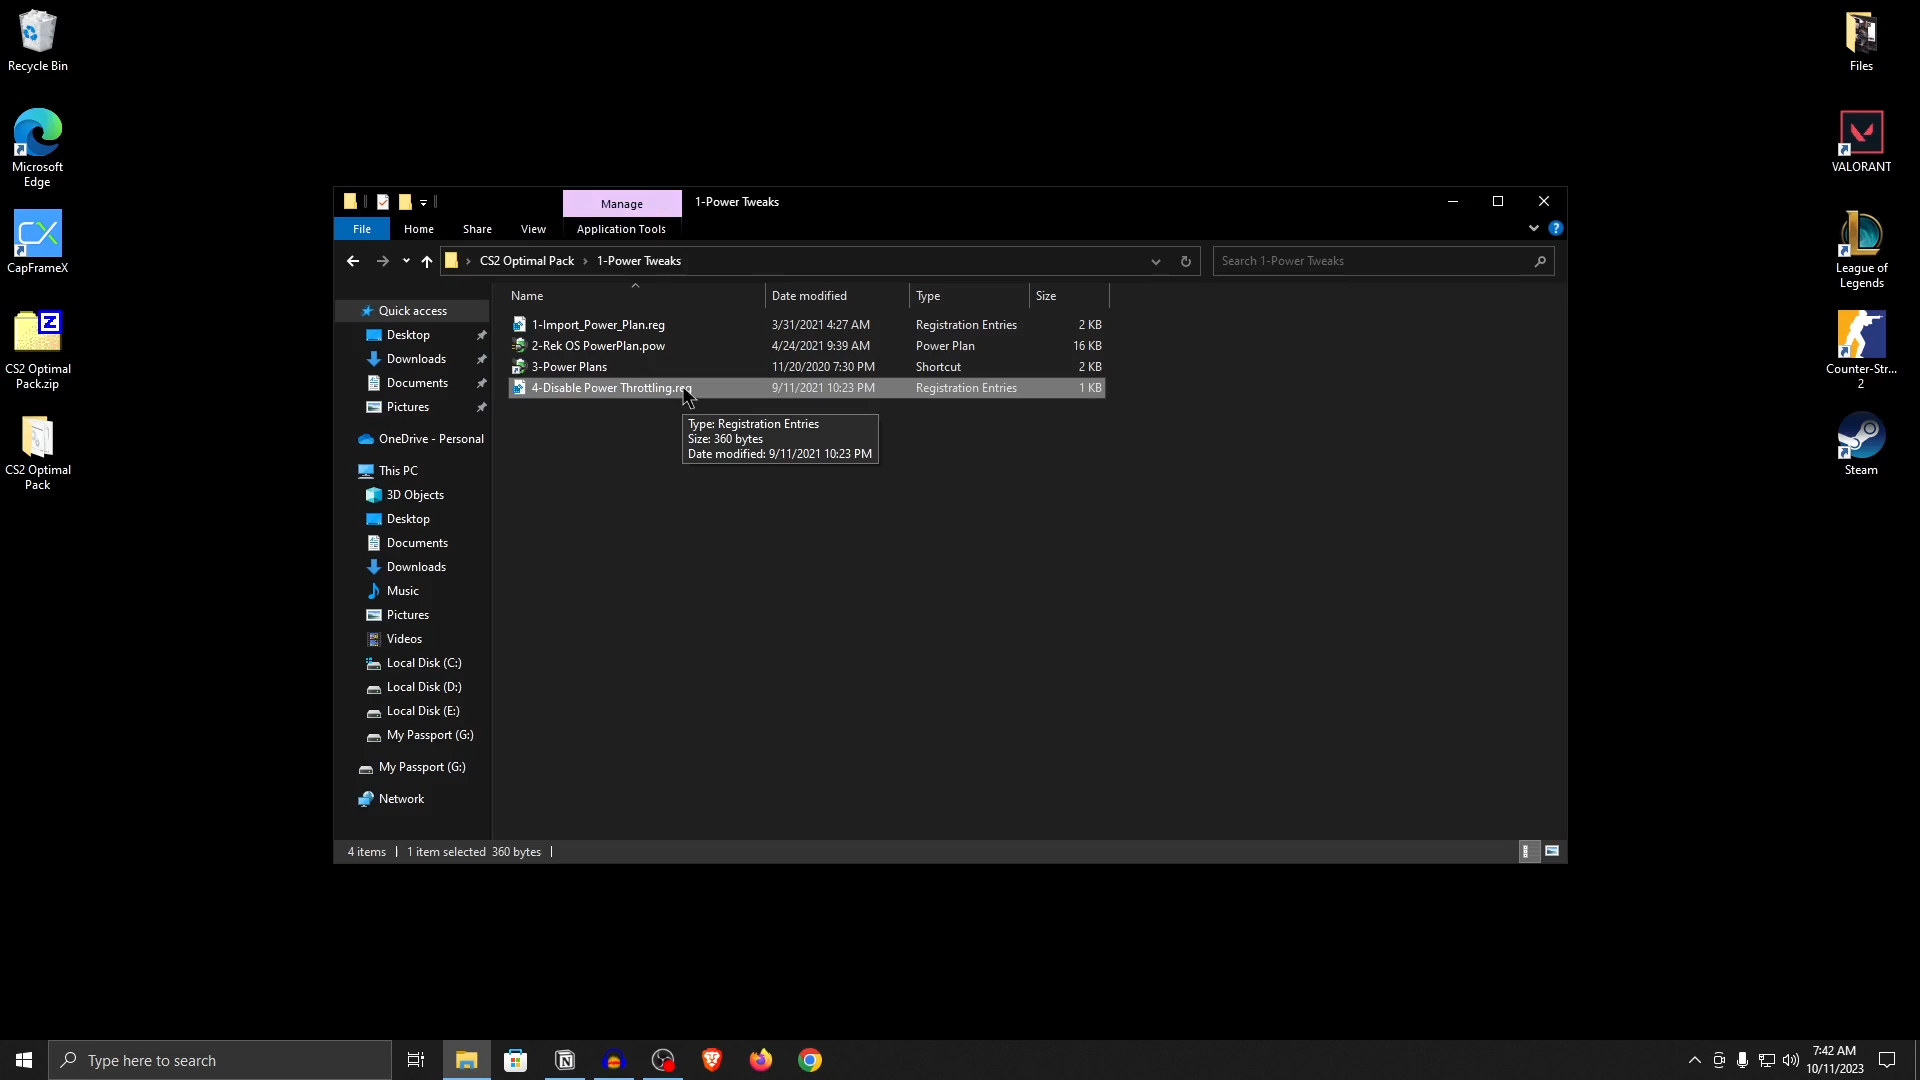 Recycle Bin
Microsoft
Edge
CapFrameX
CS2 Optimal
Pack.zip
CS2 Optimal
Pack
Manage
1-Power Tweaks
File
Home
Share
View
Application Tools
CS2 Optimal Pack
1-Power Tweaks
Search 1-Power Tweaks
Name
Date modified
Type
Size
1-Import_Power_Plan.reg
3/31/2021 4:27 AM
Registration Entries
2 KB
2-Rek OS PowerPlan.pow
4/24/2021 9:39 AM
Power Plan
16 KB
3-Power Plans
11/20/2020 7:30 PM
Shortcut
2 KB
4-Disable Power Throttling.reg
9/11/2021 10:23 PM
Registration Entries
1 KB
Type: Registration Entries
Size: 360 bytes
Date modified: 9/11/2021 10:23 PM
Quick access
Desktop
Downloads
Documents
Pictures
OneDrive - Personal
This PC
3D Objects
Desktop
Documents
Downloads
Music
Pictures
Videos
Local Disk (C:)
Local Disk (D:)
Local Disk (E:)
My Passport (G:)
My Passport (G:)
Network
4 items
1 item selected 360 bytes
Files
VALORANT
League of
Legends
Counter-Str...
2
Steam
Type here to search
7:42 AM
10/11/2023